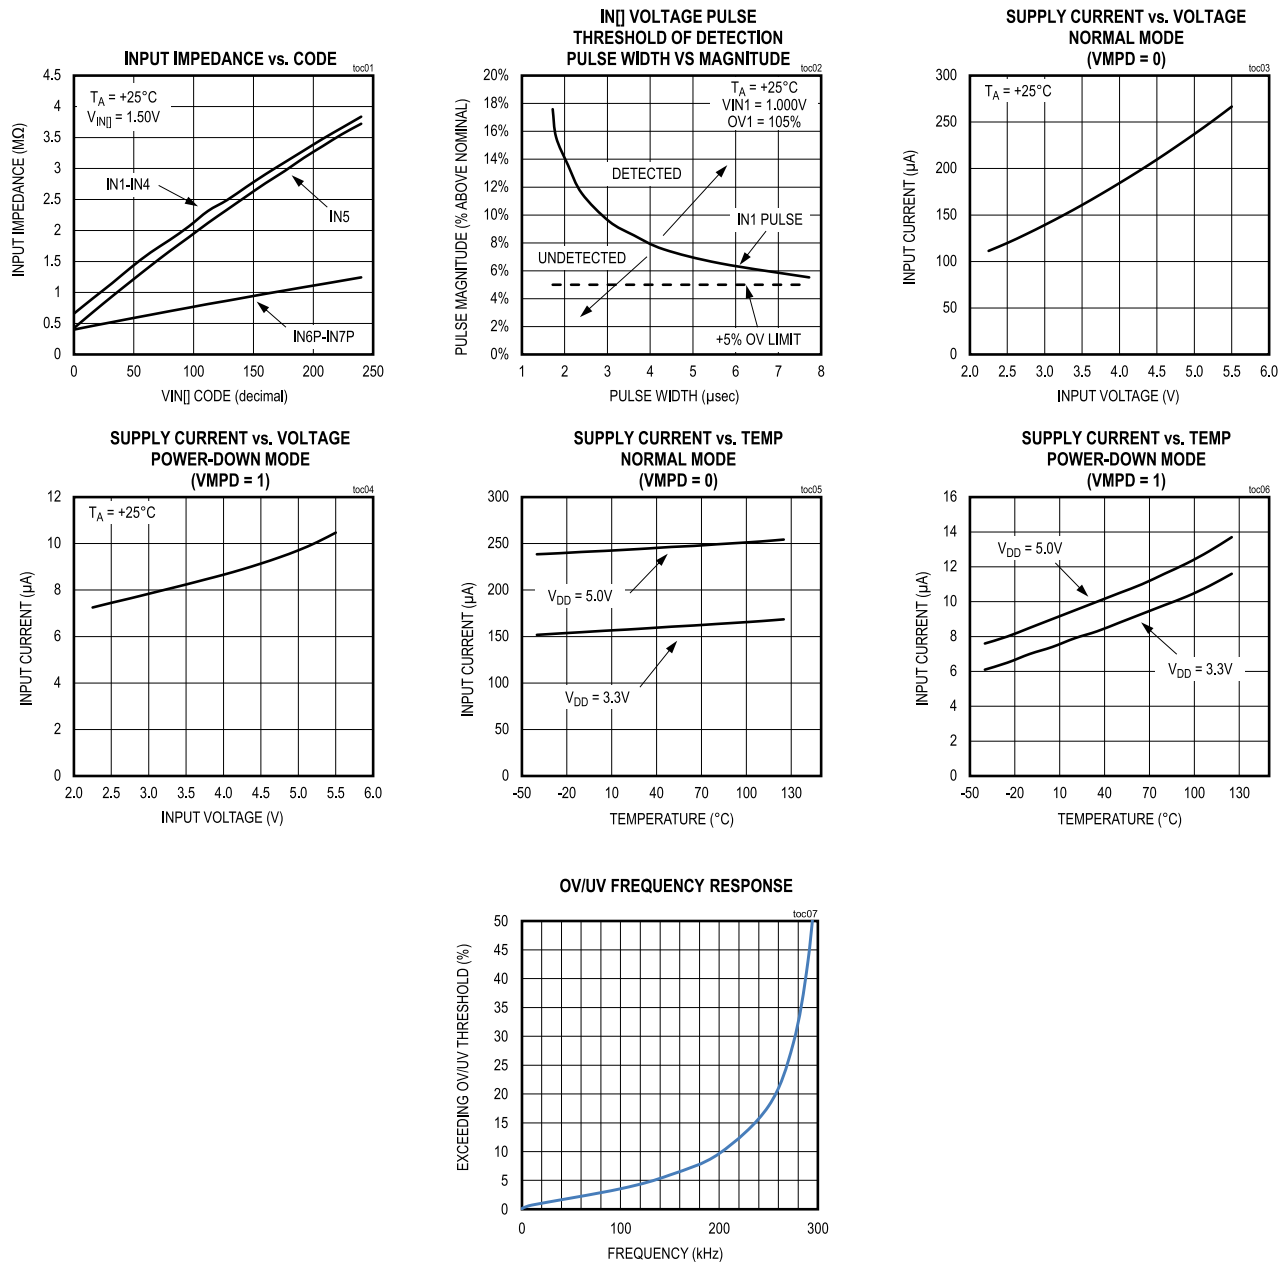 INPUT IMPEDANCE vs. CODE
toc01
INPUT IMPEDANCE (MΩ)
4.5
4
3.5
3
2.5
2
1.5
1
0.5
0
T_A = +25°C
V_IN[] = 1.50V
IN1-IN4
IN5
IN6P-IN7P
0
50
100
150
200
250
VIN[] CODE (decimal)
IN[] VOLTAGE PULSE
THRESHOLD OF DETECTION
PULSE WIDTH VS MAGNITUDE
toc02
PULSE MAGNITUDE (% ABOVE NOMINAL)
20%
18%
16%
14%
12%
10%
8%
6%
4%
2%
0%
T_A = +25°C
VIN1 = 1.000V
OV1 = 105%
DETECTED
IN1 PULSE
UNDETECTED
+5% OV LIMIT
1
2
3
4
5
6
7
8
PULSE WIDTH (µsec)
SUPPLY CURRENT vs. VOLTAGE
NORMAL MODE
(VMPD = 0)
toc03
INPUT CURRENT (µA)
300
250
200
150
100
50
0
T_A = +25°C
2.0
2.5
3.0
3.5
4.0
4.5
5.0
5.5
6.0
INPUT VOLTAGE (V)
SUPPLY CURRENT vs. VOLTAGE
POWER-DOWN MODE
(VMPD = 1)
toc04
INPUT CURRENT (µA)
12
10
8
6
4
2
0
T_A = +25°C
2.0
2.5
3.0
3.5
4.0
4.5
5.0
5.5
6.0
INPUT VOLTAGE (V)
SUPPLY CURRENT vs. TEMP
NORMAL MODE
(VMPD = 0)
toc05
INPUT CURRENT (µA)
300
250
200
150
100
50
0
V_DD = 5.0V
V_DD = 3.3V
-50
-20
10
40
70
100
130
TEMPERATURE (°C)
SUPPLY CURRENT vs. TEMP
POWER-DOWN MODE
(VMPD = 1)
toc06
INPUT CURRENT (µA)
16
14
12
10
8
6
4
2
0
V_DD = 5.0V
V_DD = 3.3V
-50
-20
10
40
70
100
130
TEMPERATURE (°C)
OV/UV FREQUENCY RESPONSE
toc07
EXCEEDING OV/UV THRESHOLD (%)
50
45
40
35
30
25
20
15
10
5
0
0
100
200
300
FREQUENCY (kHz)